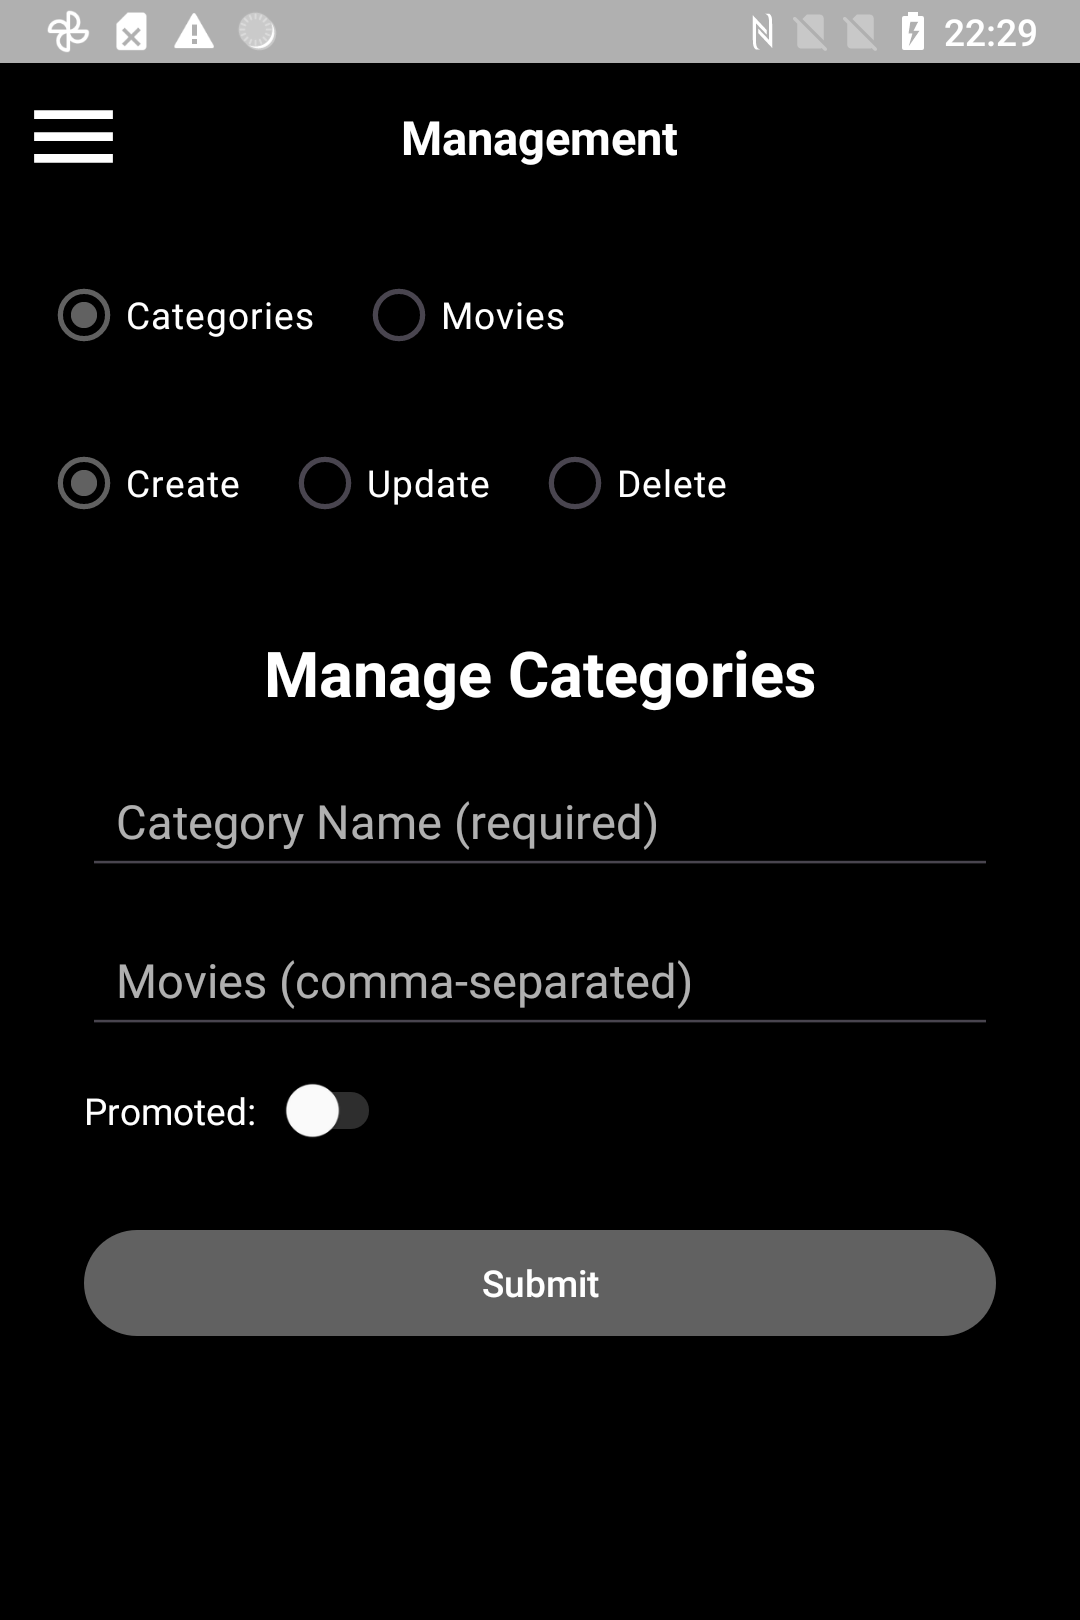 22:29
Management
Categories Movies
Create Update Delete
Manage Categories
Category Name (required)
Movies (comma-separated)
Promoted:
Submit